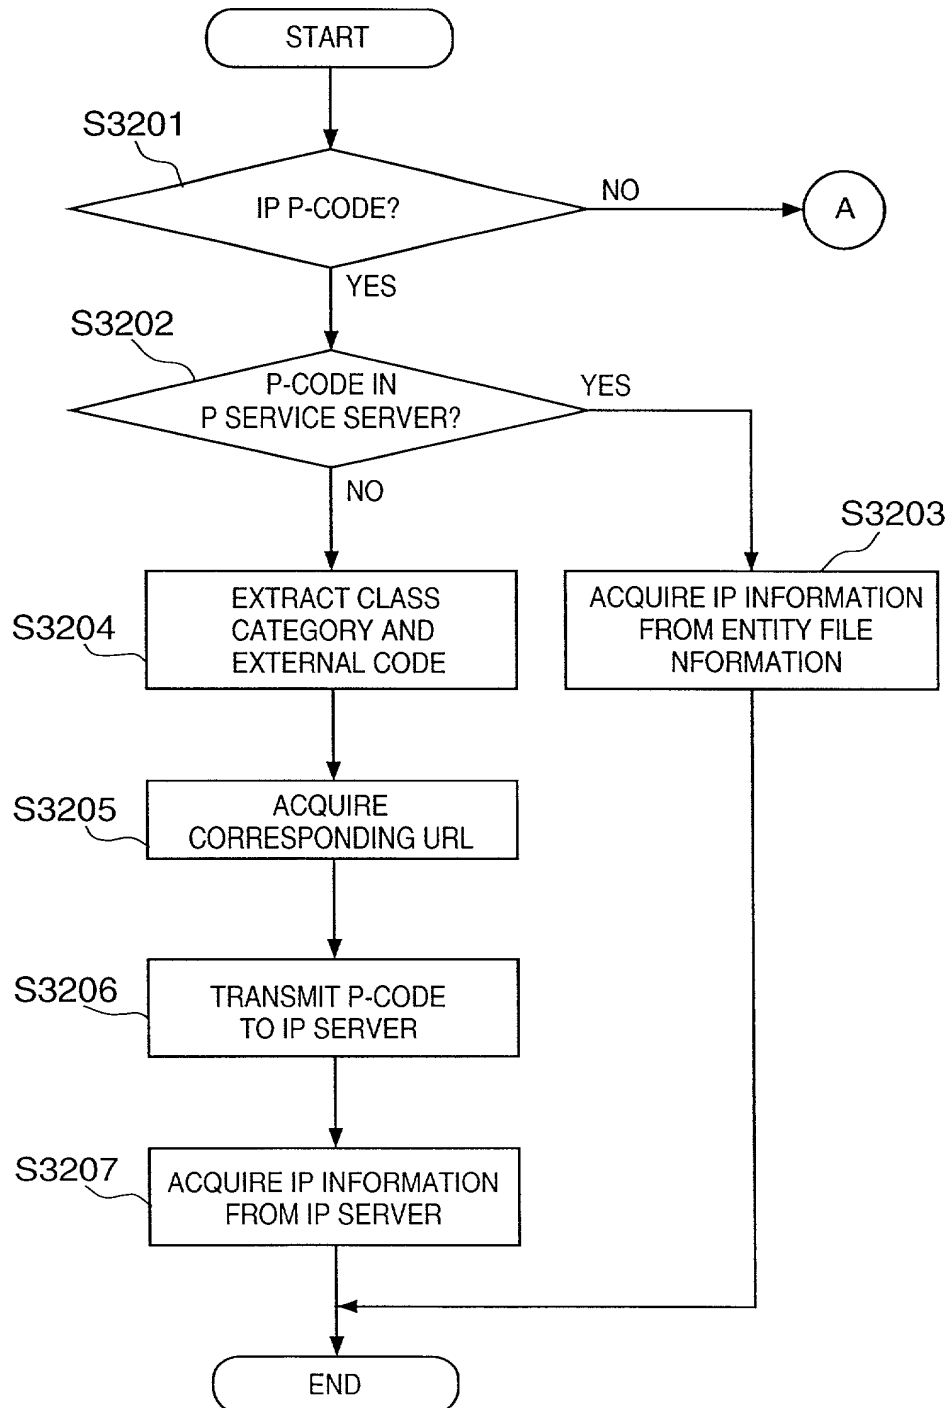 START
S3201
IP P-CODE?
NO
A
YES
S3202
P-CODE IN
P SERVICE SERVER?
YES
NO
S3203
ACQUIRE IP INFORMATION
FROM ENTITY FILE
NFORMATION
S3204
EXTRACT CLASS
CATEGORY AND
EXTERNAL CODE
S3205
ACQUIRE
CORRESPONDING URL
S3206
TRANSMIT P-CODE
TO IP SERVER
S3207
ACQUIRE IP INFORMATION
FROM IP SERVER
END